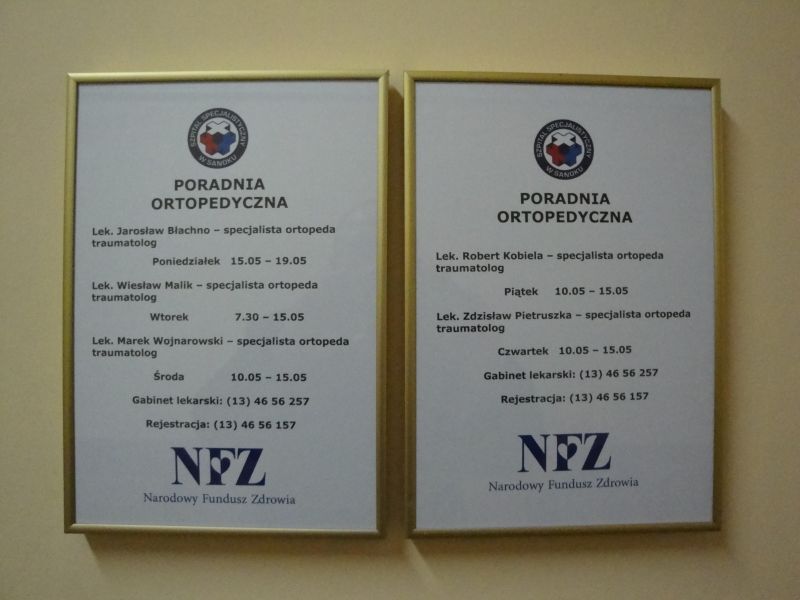 SZPITAL SPECJALISTYCZNY
W SANOKU
PORADNIA
ORTOPEDYCZNA
Lek. Jarosław Błachno – specjalista ortopeda
traumatolog
Poniedziałek 15.05 – 19.05
Lek. Wiesław Malik – specjalista ortopeda
traumatolog
Wtorek 7.30 – 15.05
Lek. Marek Wojnarowski – specjalista ortopeda
traumatolog
Środa 10.05 – 15.05
Gabinet lekarski: (13) 46 56 257
Rejestracja: (13) 46 56 157
NFZ
Narodowy Fundusz Zdrowia
SZPITAL SPECJALISTYCZNY
W SANOKU
PORADNIA
ORTOPEDYCZNA
Lek. Robert Kobiela – specjalista ortopeda
traumatolog
Piątek 10.05 – 15.05
Lek. Zdzisław Pietruszka – specjalista ortopeda
traumatolog
Czwartek 10.05 – 15.05
Gabinet lekarski: (13) 46 56 257
Rejestracja: (13) 46 56 157
NFZ
Narodowy Fundusz Zdrowia